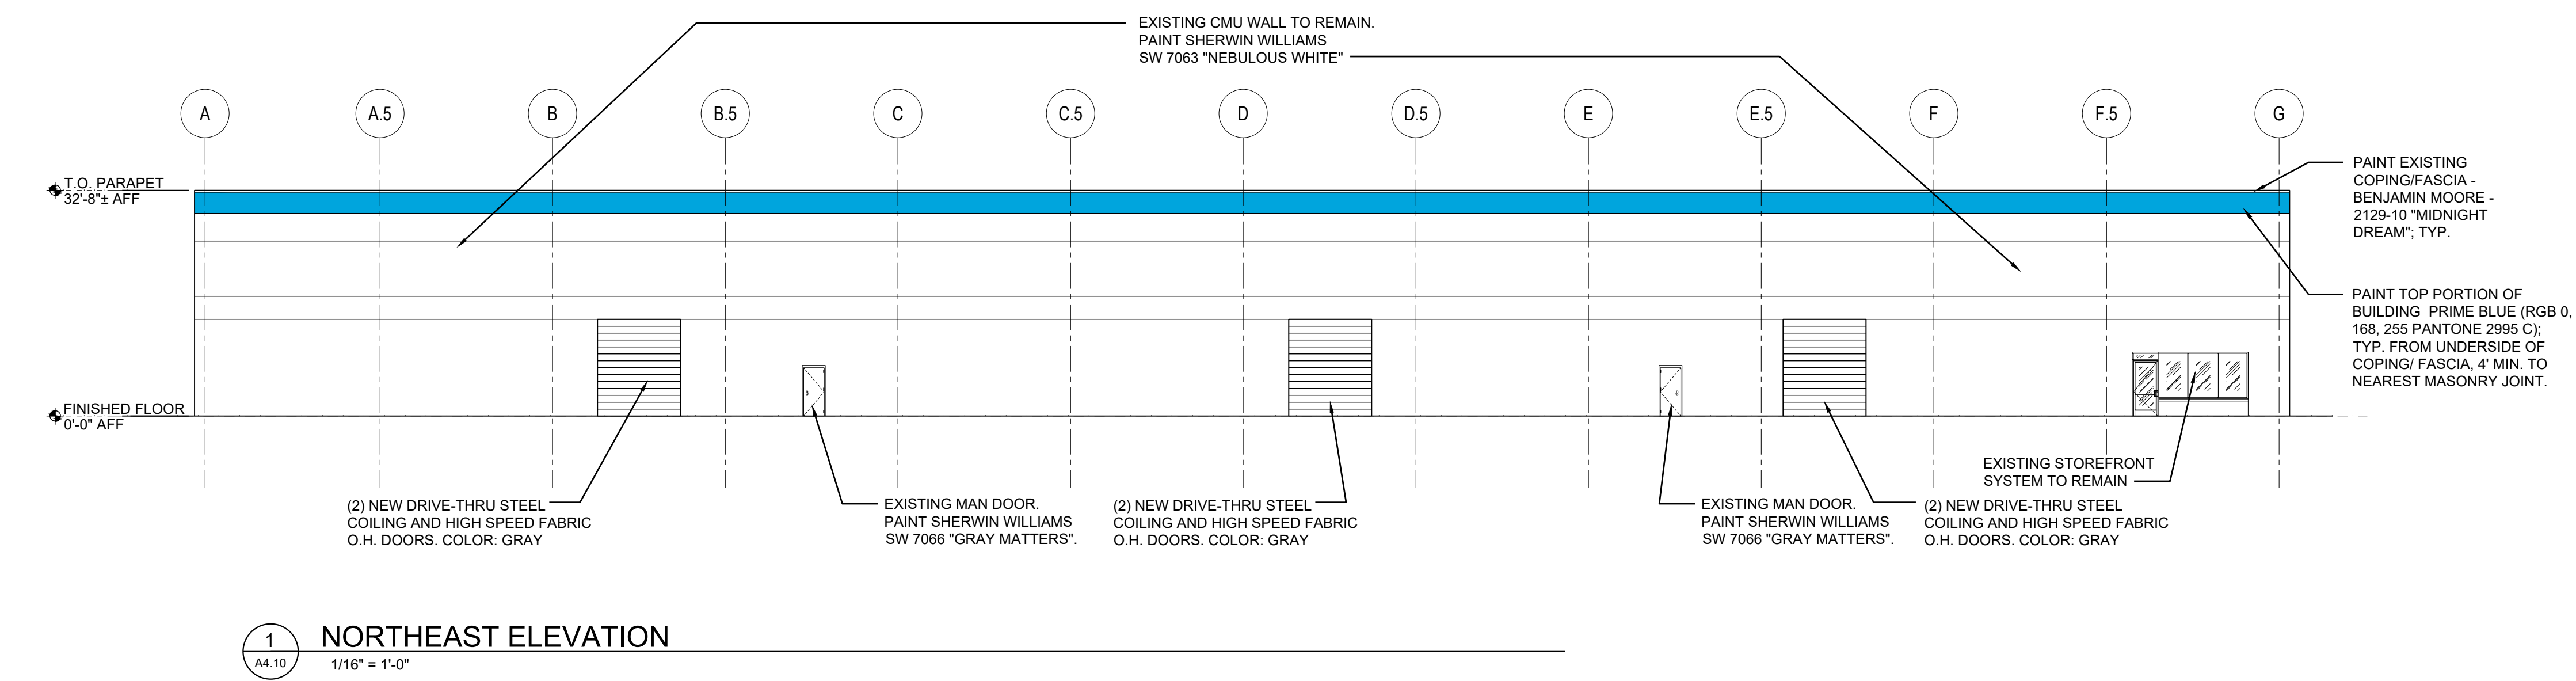 EXISTING CMU WALL TO REMAIN.
PAINT SHERWIN WILLIAMS
SW 7063 "NEBULOUS WHITE"
A
A.5
B
B.5
C
C.5
D
D.5
E
E.5
F
F.5
G
T.O. PARAPET
32'-8"± AFF
PAINT EXISTING
COPING/FASCIA -
BENJAMIN MOORE -
2129-10 "MIDNIGHT
DREAM"; TYP.
PAINT TOP PORTION OF
BUILDING PRIME BLUE (RGB 0,
168, 255 PANTONE 2995 C);
TYP. FROM UNDERSIDE OF
COPING/ FASCIA, 4' MIN. TO
NEAREST MASONRY JOINT.
FINISHED FLOOR
0'-0" AFF
(2) NEW DRIVE-THRU STEEL
COILING AND HIGH SPEED FABRIC
O.H. DOORS. COLOR: GRAY
EXISTING MAN DOOR.
PAINT SHERWIN WILLIAMS
SW 7066 "GRAY MATTERS".
(2) NEW DRIVE-THRU STEEL
COILING AND HIGH SPEED FABRIC
O.H. DOORS. COLOR: GRAY
EXISTING MAN DOOR.
PAINT SHERWIN WILLIAMS
SW 7066 "GRAY MATTERS".
EXISTING STOREFRONT
SYSTEM TO REMAIN
(2) NEW DRIVE-THRU STEEL
COILING AND HIGH SPEED FABRIC
O.H. DOORS. COLOR: GRAY
1
A4.10
NORTHEAST ELEVATION
1/16" = 1'-0"